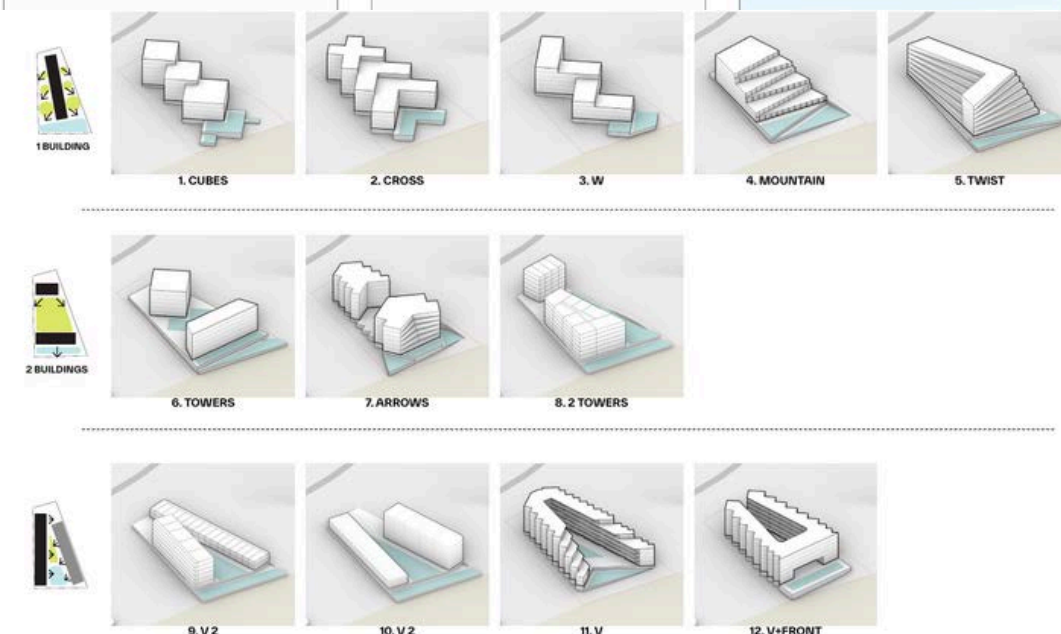 1 BUILDING
1. CUBES
2. CROSS
3. W
4. MOUNTAIN
5. TWIST
2 BUILDINGS
6. TOWERS
7. ARROWS
8. 2 TOWERS
9. V 2
10. V 2
11. V
12. V+FRONT